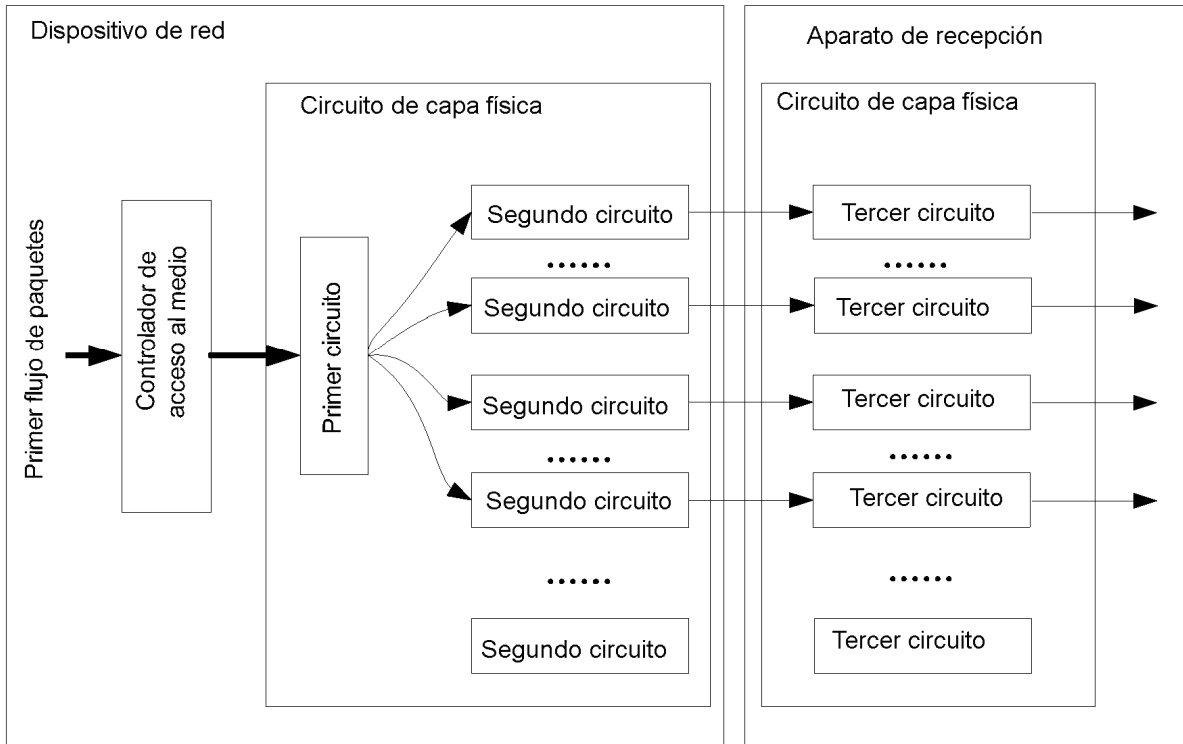 Dispositivo de red
Aparato de recepción
Circuito de capa física
Circuito de capa física
Primer flujo de paquetes
Controlador de
acceso al medio
Primer circuito
Segundo circuito
Tercer circuito
......
......
Segundo circuito
Tercer circuito
Segundo circuito
Tercer circuito
......
......
Segundo circuito
Tercer circuito
......
......
Segundo circuito
Tercer circuito